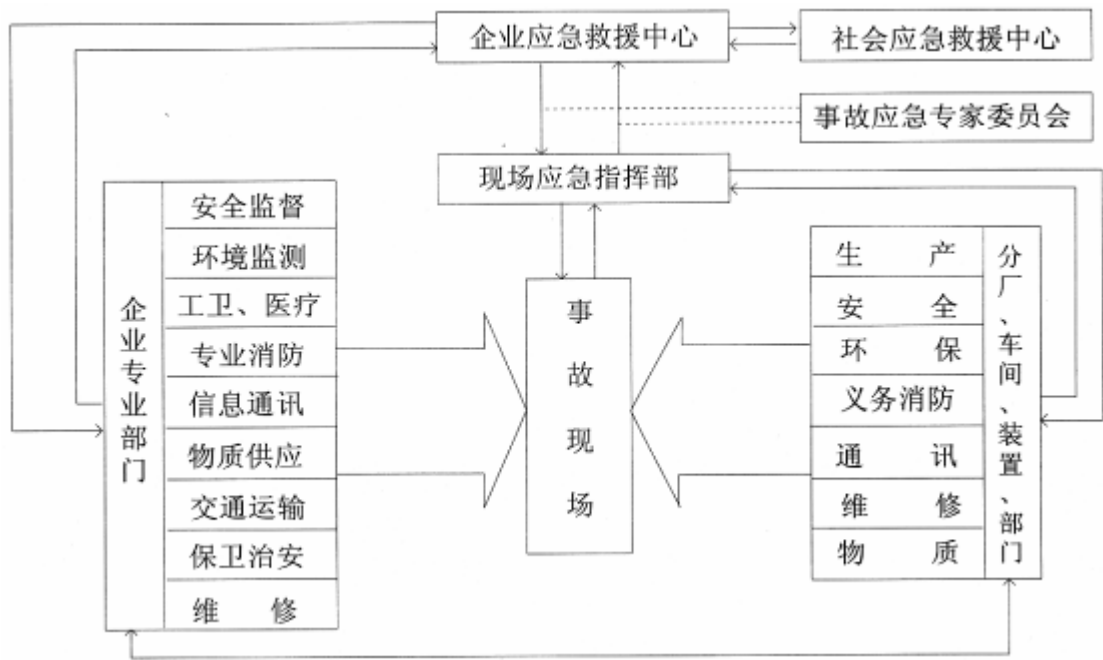 企业应急救援中心
社会应急救援中心
事故应急专家委员会
现场应急指挥部
企业专业部门
安全监督
环境监测
工卫、医疗
专业消防
信息通讯
物质供应
交通运输
保卫治安
维 修
事故现场
生 产
安 全
环 保
义务消防
通 讯
维 修
物 质
分厂、车间、装置、部门